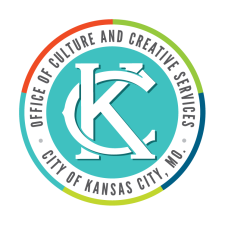 OFFICE OF CULTURE AND CREATIVE SERVICES
KC
• CITY OF KANSAS CITY, MO. •